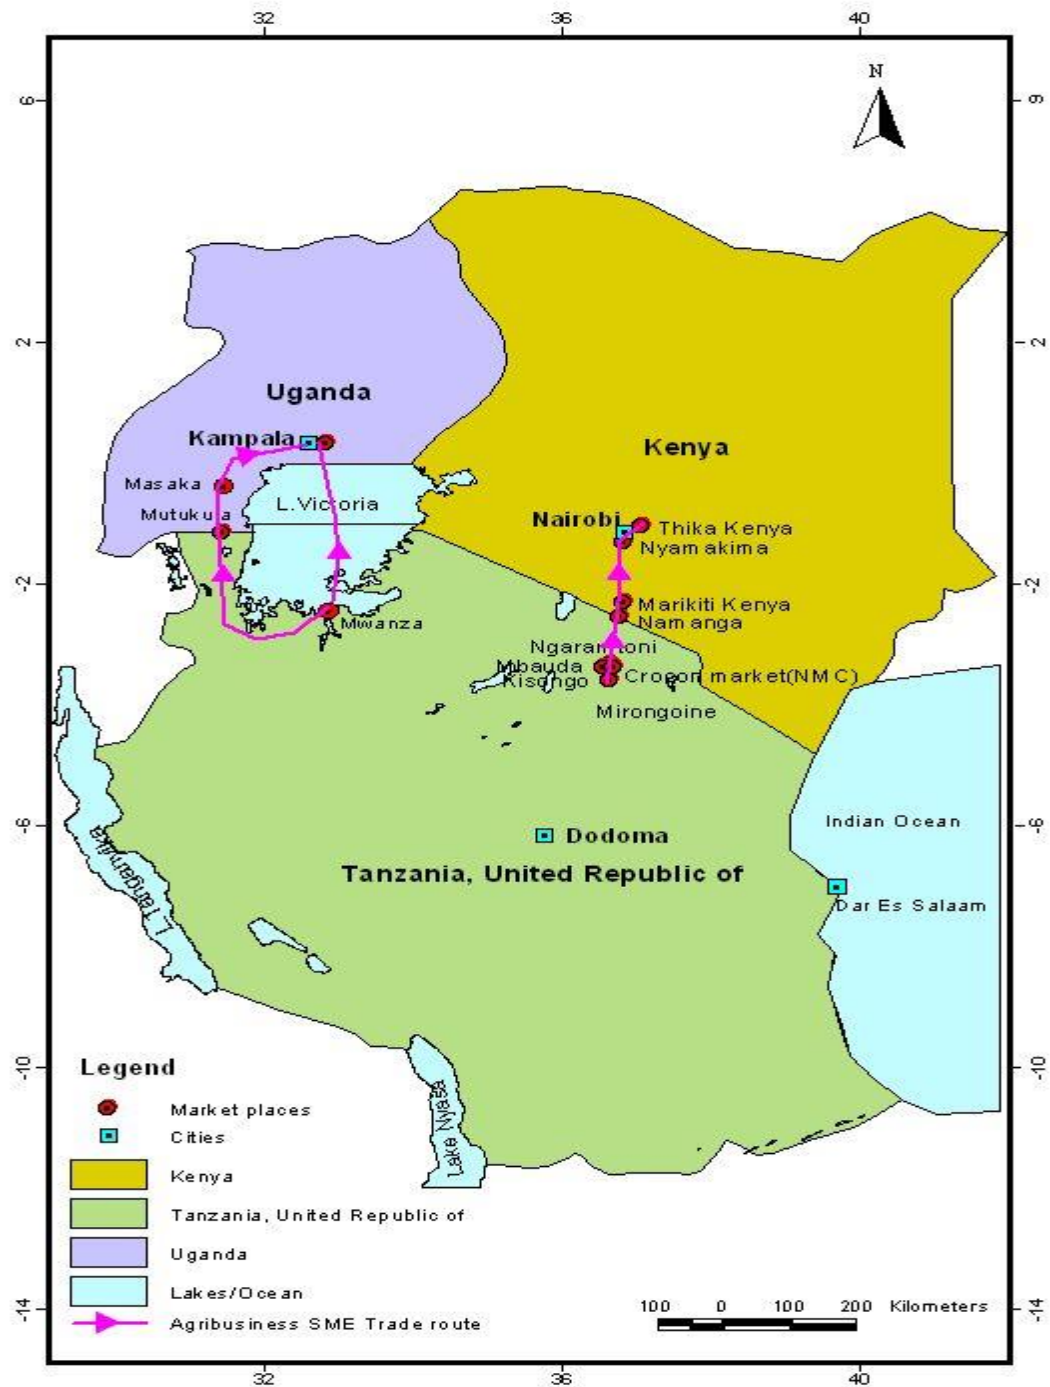 32 36 40
N
6 9
2 2
Uganda
Kampala
Kenya
Masaka
L.Victoria
Mutukula
Nairobi
Thika Kenya
Nyamakima
-2 -2
Marikiti Kenya
Mwanza
Namanga
Ngaramtoni
Mbauda
Kisongo
Crocon market(NMC)
Mirongoine
Indian Ocean
-6 -6
Dodoma
Tanzania, United Republic of
L.Tanganyika
Dar Es Salaam
Legend
-10 -10
Market places
Cities
Lake Nyasa
Kenya
Tanzania, United Republic of
Uganda
Lakes/Ocean
100 0 100 200 Kilometers
-14 -14
Agribusiness SME Trade route
32 36 40